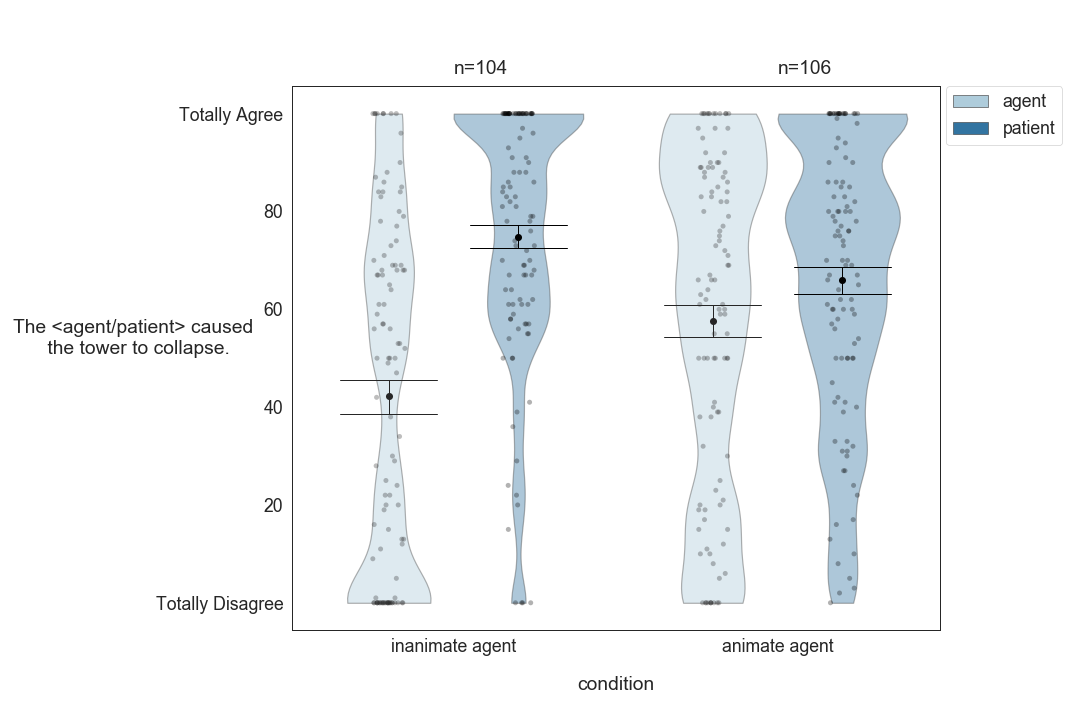 n=104
n=106
agent
patient
Totally Agree
80
60
The <agent/patient> caused
the tower to collapse.
40
20
Totally Disagree
inanimate agent
animate agent
condition